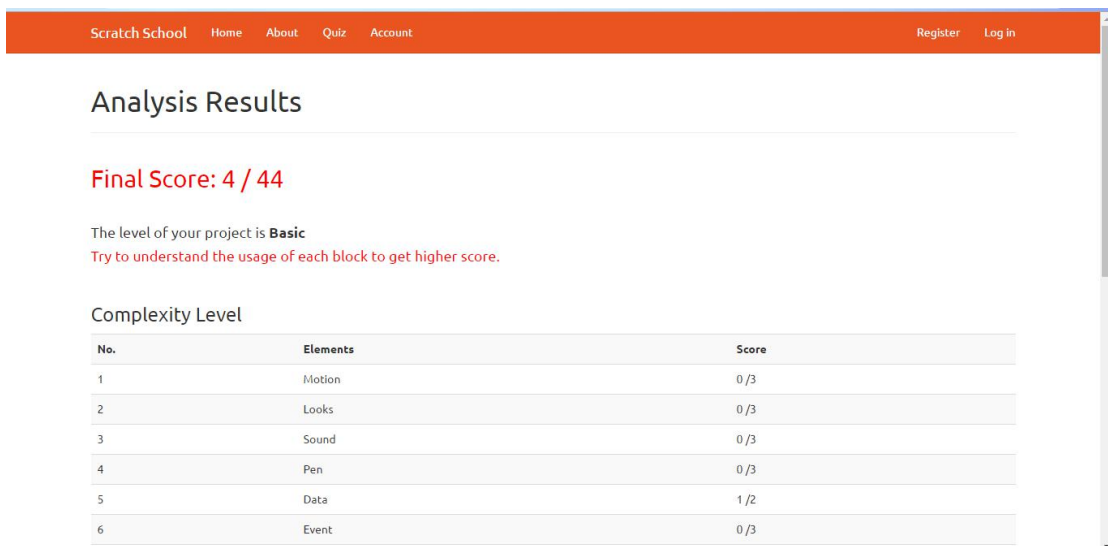 Scratch School Home About Quiz Account Register Log in
Analysis Results
Final Score: 4 / 44
The level of your project is Basic
Try to understand the usage of each block to get higher score.
Complexity Level
No. Elements Score
1 Motion 0 /3
2 Looks 0 /3
3 Sound 0 /3
4 Pen 0 /3
5 Data 1 /2
6 Event 0 /3